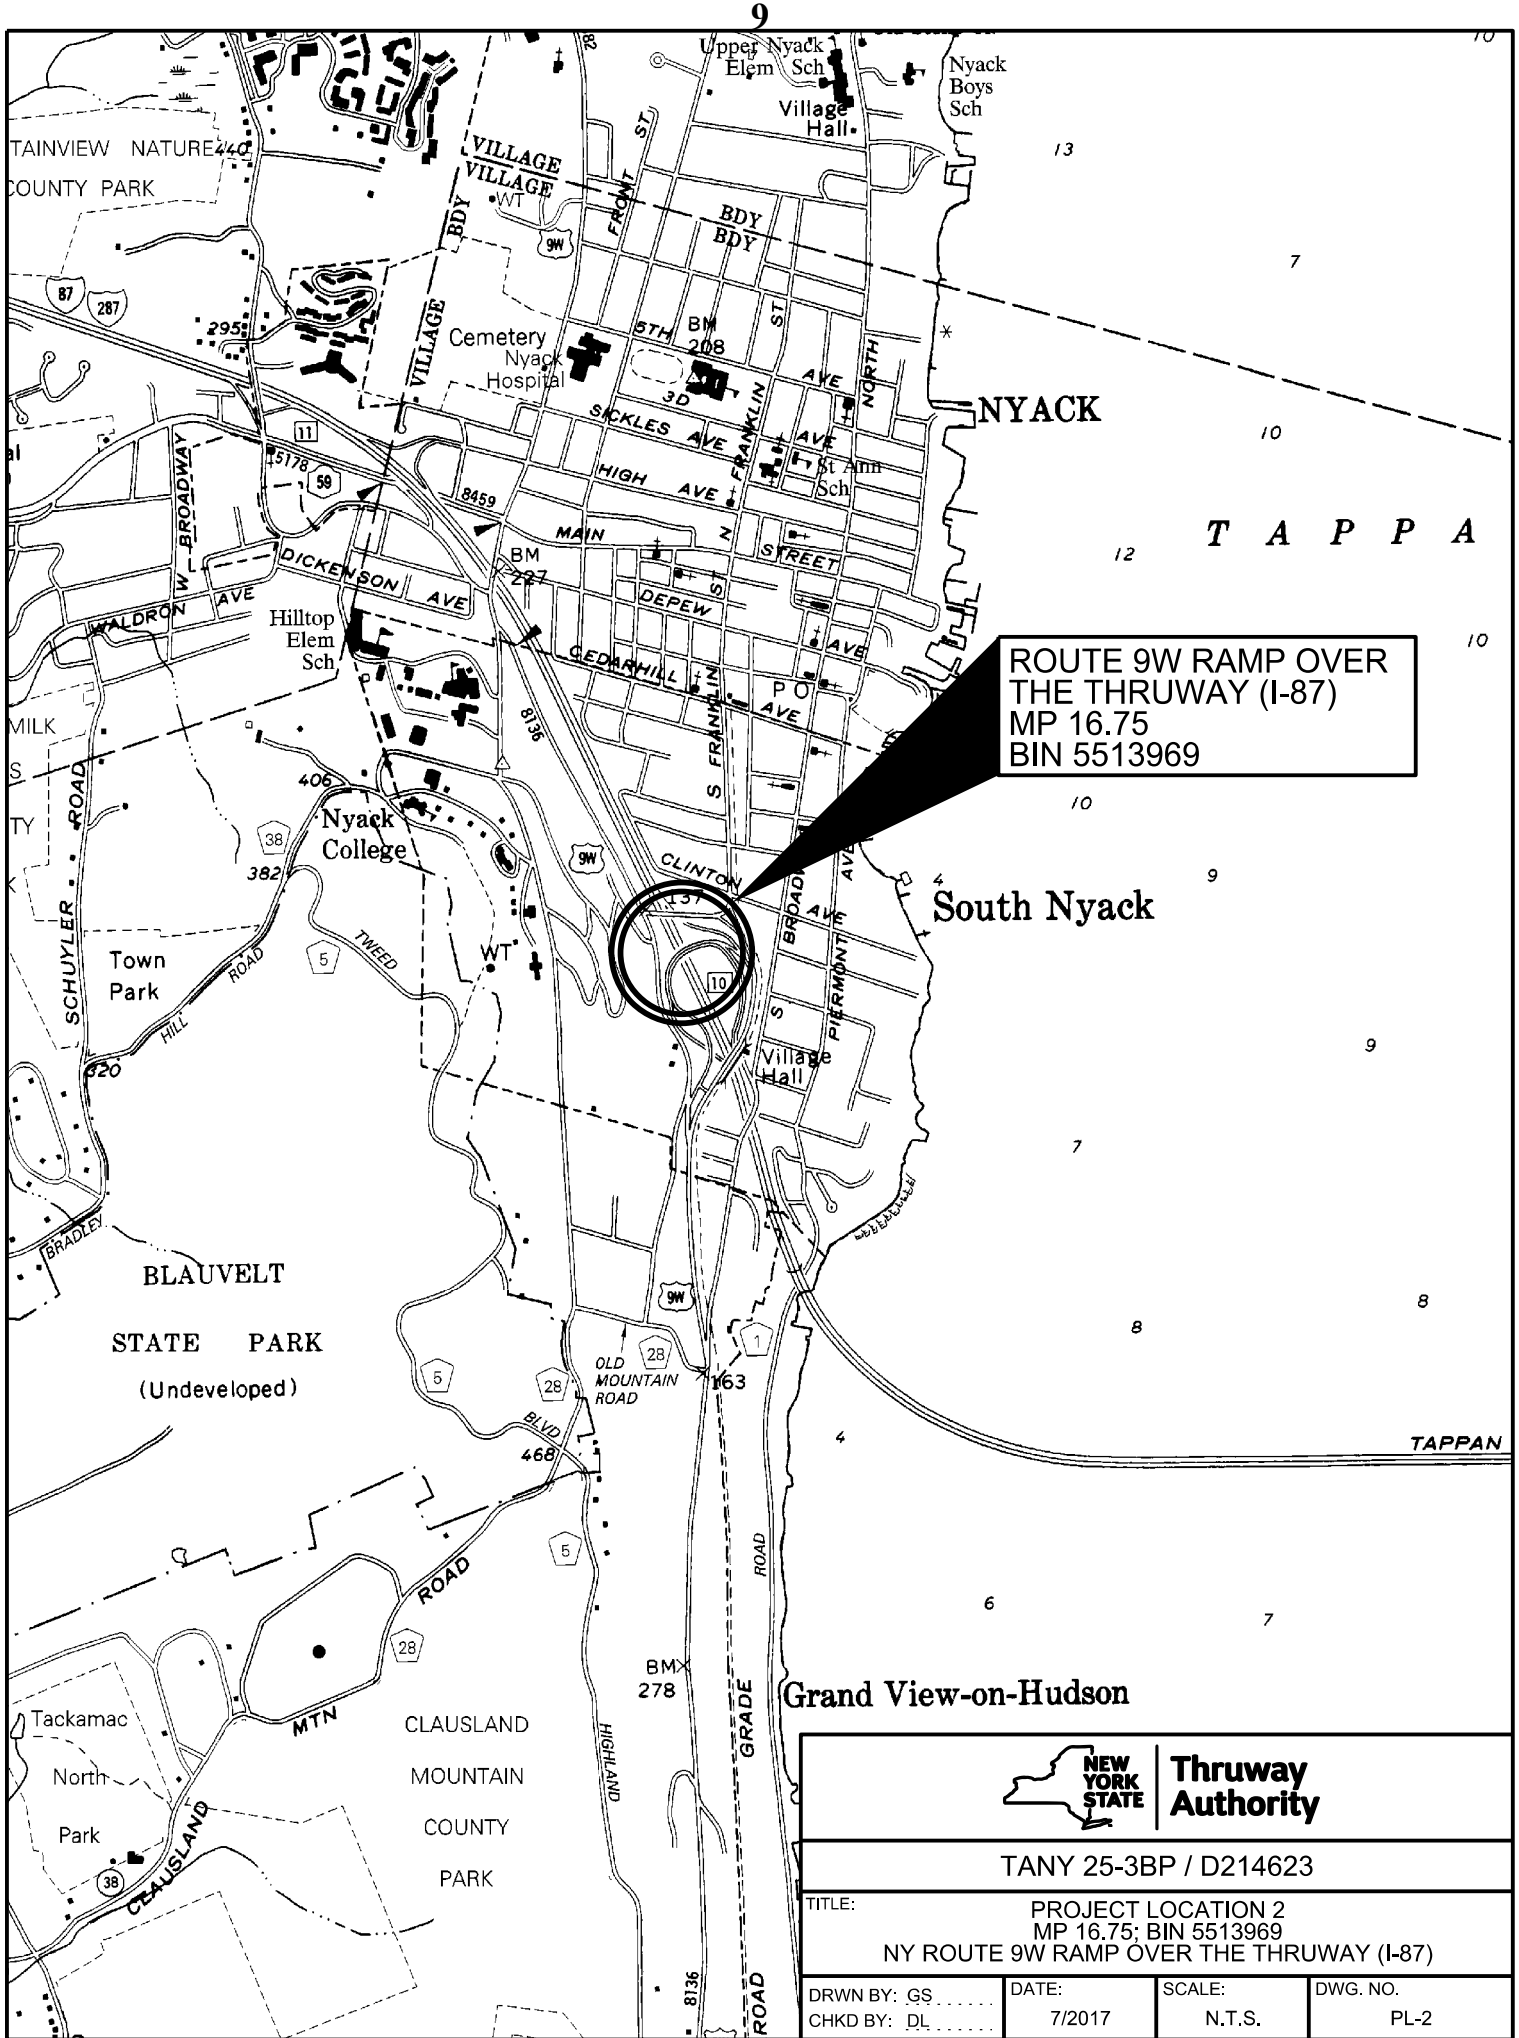 9
82
Upper Nyack
Elem Sch
Nyack
Boys
Sch
10
Village
Hall
ST
FRONT
13
TAINVIEW NATURE
440
COUNTY PARK
VILLAGE
VILLAGE
BDY
WT
BDY
BDY
9W
7
87
287
295
VILLAGE
Cemetery
Nyack
Hospital
5TH
BM
208
ST
AVE
NORTH
3D
SICKLES AVE
AVE
FRANKLIN
NYACK
10
11
5178
59
W BROADWAY
al
HIGH AVE
St Ann
Sch
8459
MAIN
N
STREET
TAPPA
12
BM
227
DICKENSON
AVE
WALDRON
AVE
DEPEW
ST
AVE
Hilltop
Elem
Sch
CEDARHILL
AVE
P O
10
ROUTE 9W RAMP OVER
THE THRUWAY (I-87)
MP 16.75
BIN 5513969
8136
S FRANKLIN
MILK
S
TY
406
Nyack
College
38
382
9W
CLINTON
AVE
137
10
BROADW
AVE
4
South Nyack
9
10
SCHUYLER ROAD
Town
Park
HILL
ROAD
5
TWEED
WT
10
S
PIERMONT
9
320
Village
Hall
7
BRADLEY
BLAUVELT
STATE PARK
(Undeveloped)
9W
8
8
5
28
OLD
MOUNTAIN
ROAD
28
1
163
BLVD
468
4
TAPPAN
5
ROAD
ROAD
28
6
7
BM
278
GRADE
Grand View-on-Hudson
MTN
HIGHLAND
Tackamac
North
Park
38
CLAUSLAND
CLAUSLAND
MOUNTAIN
COUNTY
PARK
8136
ROAD
NEW
YORK
STATE
Thruway
Authority
TANY 25-3BP / D214623
TITLE:
PROJECT LOCATION 2
MP 16.75; BIN 5513969
NY ROUTE 9W RAMP OVER THE THRUWAY (I-87)
DRWN BY: GS
CHKD BY: DL
DATE:
7/2017
SCALE:
N.T.S.
DWG. NO.
PL-2